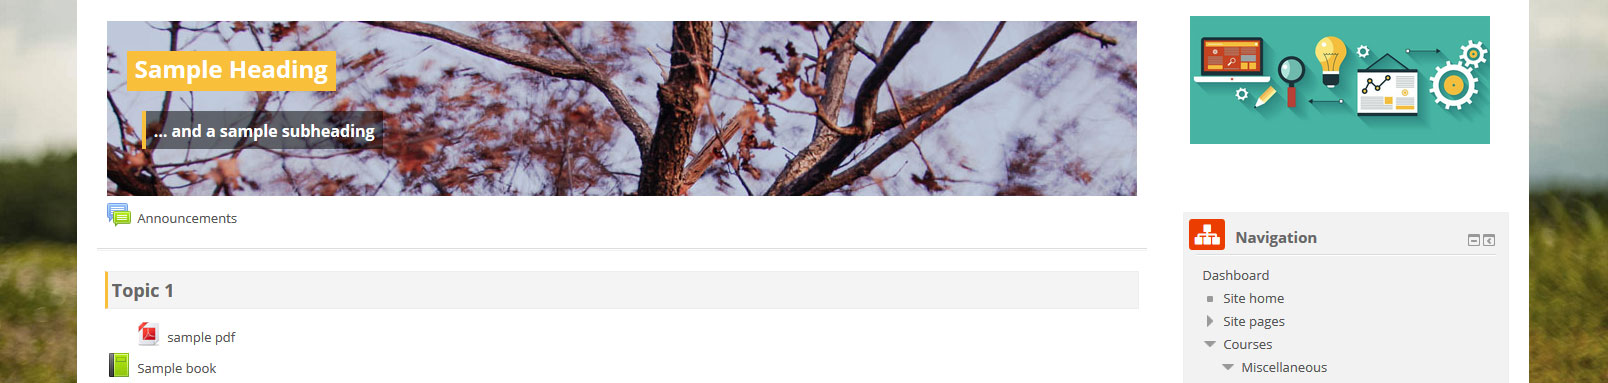 Sample Heading
... and a sample subheading
Announcements
Topic 1
sample pdf
Sample book
Navigation
Dashboard
Site home
Site pages
Courses
Miscellaneous